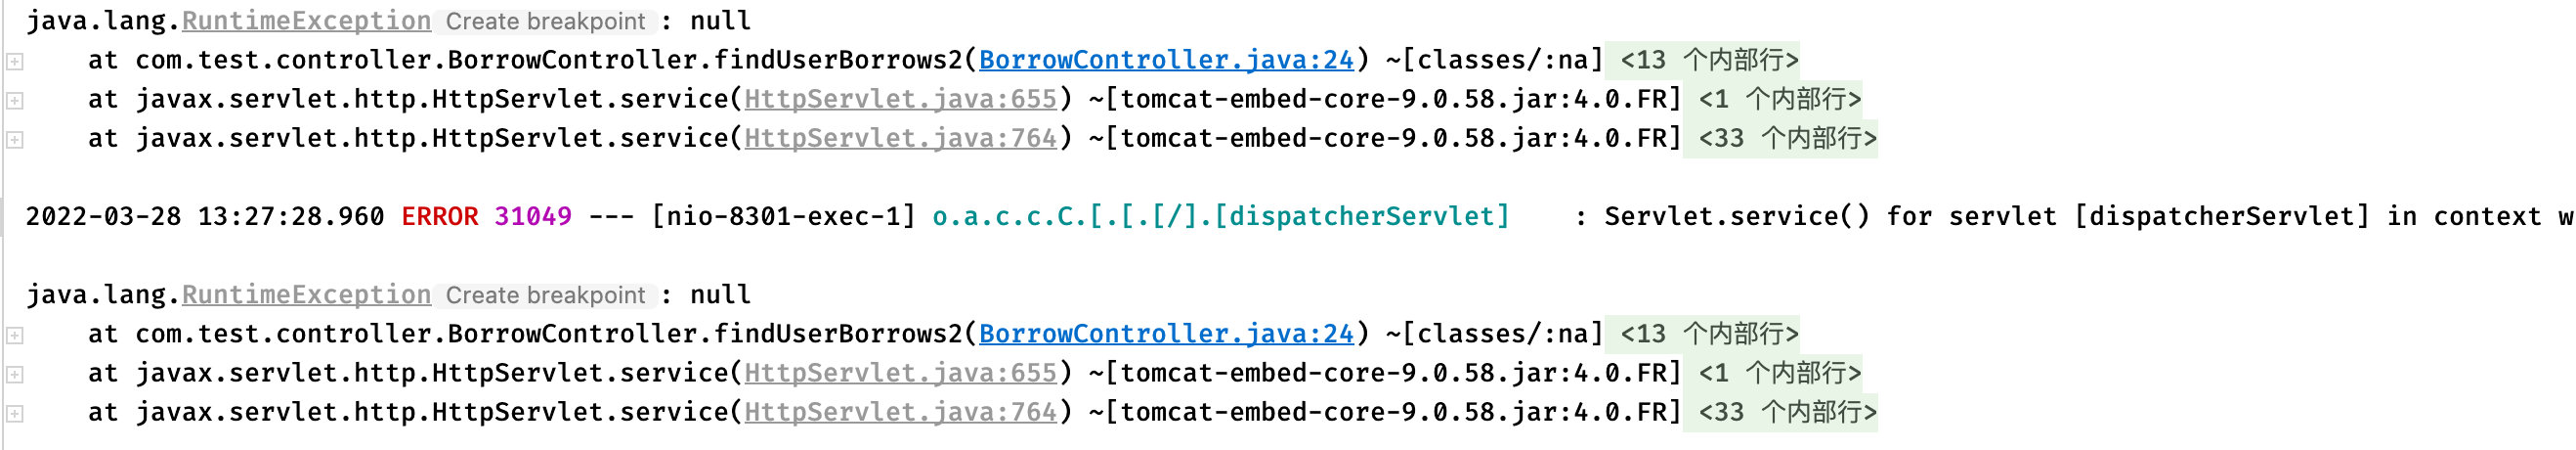 java.lang.RuntimeException Create breakpoint : null
at com.test.controller.BorrowController.findUserBorrows2(BorrowController.java:24) ~[classes/:na] <13 个内部行>
at javax.servlet.http.HttpServlet.service(HttpServlet.java:655) ~[tomcat-embed-core-9.0.58.jar:4.0.FR] <1 个内部行>
at javax.servlet.http.HttpServlet.service(HttpServlet.java:764) ~[tomcat-embed-core-9.0.58.jar:4.0.FR] <33 个内部行>
2022-03-28 13:27:28.960 ERROR 31049 --- [nio-8301-exec-1] o.a.c.c.C.[.[.[/].[dispatcherServlet] : Servlet.service() for servlet [dispatcherServlet] in context w
java.lang.RuntimeException Create breakpoint : null
at com.test.controller.BorrowController.findUserBorrows2(BorrowController.java:24) ~[classes/:na] <13 个内部行>
at javax.servlet.http.HttpServlet.service(HttpServlet.java:655) ~[tomcat-embed-core-9.0.58.jar:4.0.FR] <1 个内部行>
at javax.servlet.http.HttpServlet.service(HttpServlet.java:764) ~[tomcat-embed-core-9.0.58.jar:4.0.FR] <33 个内部行>